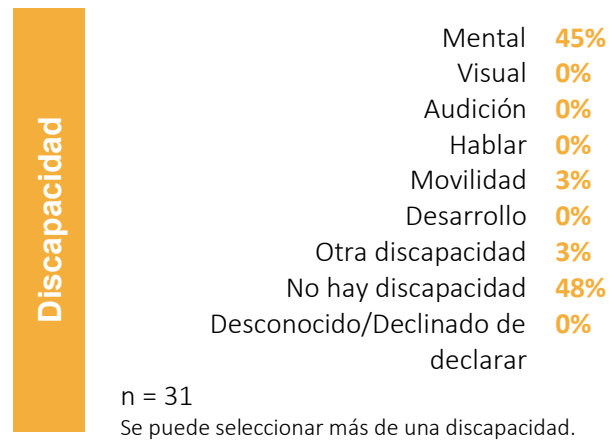 Discapacidad
Mental 45%
Visual 0%
Audición 0%
Hablar 0%
Movilidad 3%
Desarrollo 0%
Otra discapacidad 3%
No hay discapacidad 48%
Desconocido/Declinado de 0%
declarar
n = 31
Se puede seleccionar más de una discapacidad.